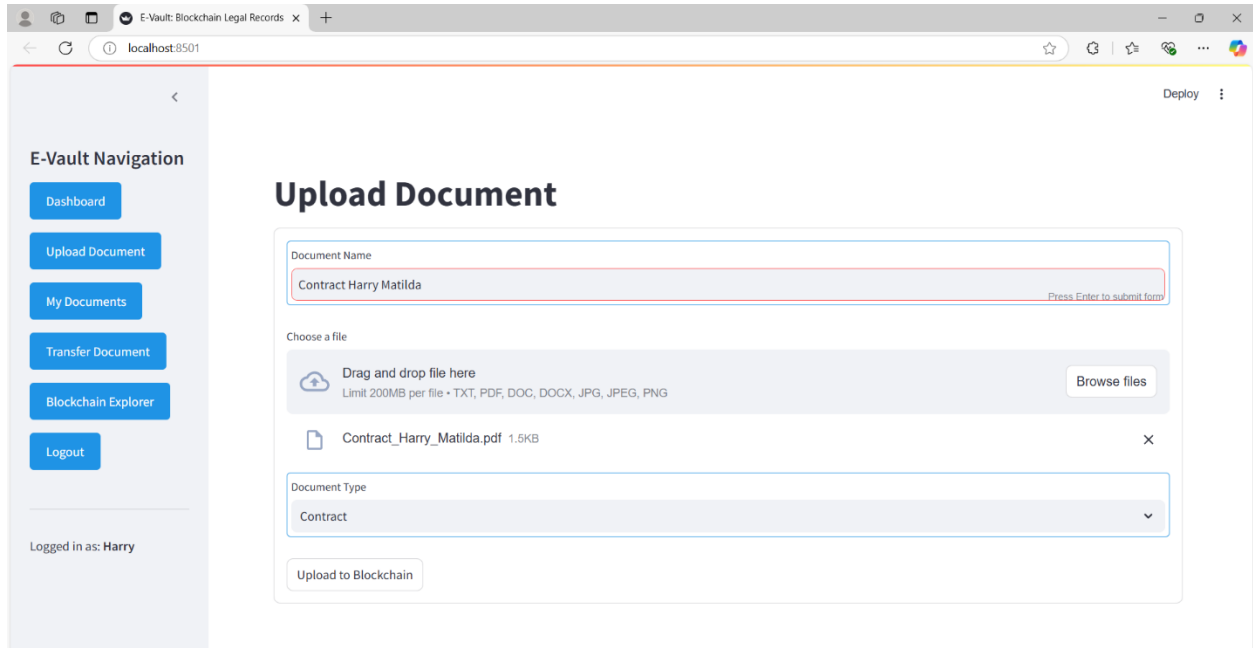 E-Vault: Blockchain Legal Records
localhost:8501
Deploy
E-Vault Navigation
Dashboard
Upload Document
My Documents
Transfer Document
Blockchain Explorer
Logout
Logged in as: Harry
Upload Document
Document Name
Contract Harry Matilda
Press Enter to submit form
Choose a file
Drag and drop file here
Limit 200MB per file • TXT, PDF, DOC, DOCX, JPG, JPEG, PNG
Browse files
Contract_Harry_Matilda.pdf 1.5KB
Document Type
Contract
Upload to Blockchain